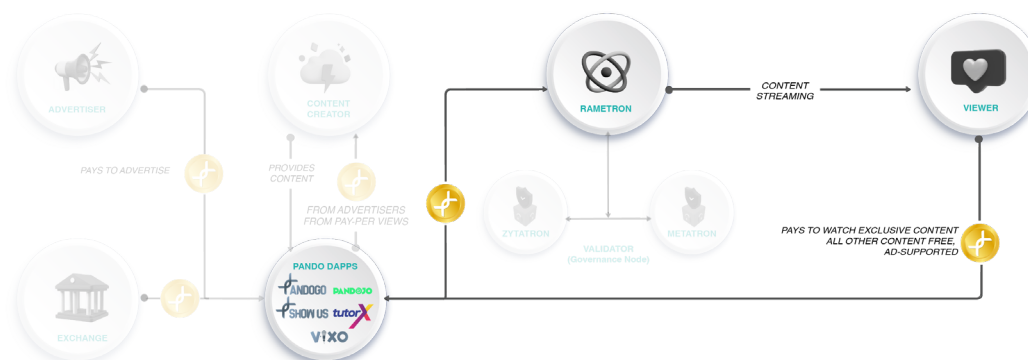 ADVERTISER
PAYS TO ADVERTISE
EXCHANGE
CONTENT
CREATOR
PROVIDES
CONTENT
FROM ADVERTISERS
FROM PAY-PER VIEWS
PANDO DAPPS
PANDOGO
PANDOJO
SHOW US
tutorX
ViXO
RAMETRON
ZYTATRON
METATRON
VALIDATOR
(Governance Node)
CONTENT
STREAMING
VIEWER
PAYS TO WATCH EXCLUSIVE CONTENT
ALL OTHER CONTENT FREE,
AD-SUPPORTED